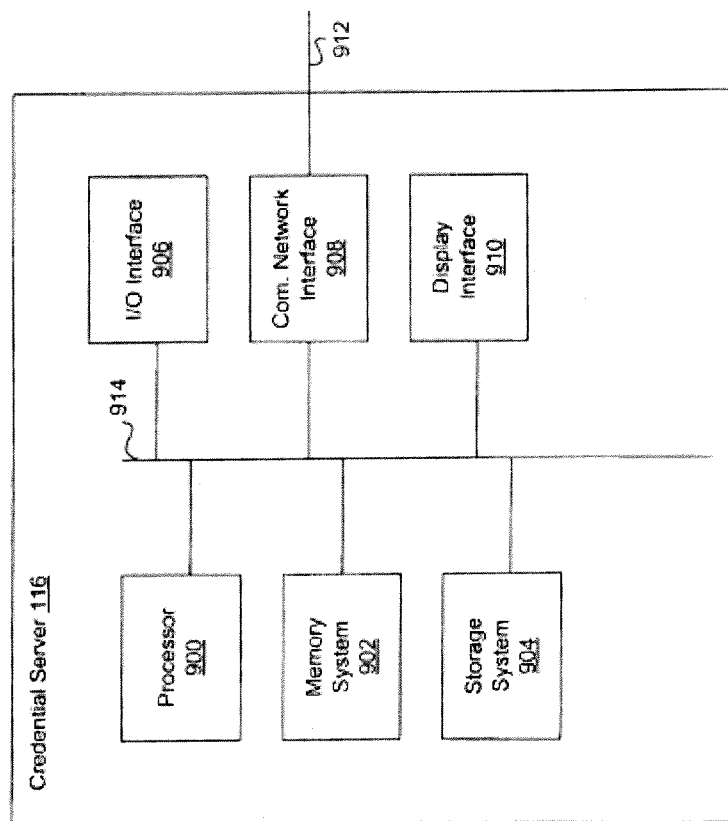 Credential Server 116
Processor
900
Memory
System
902
Storage
System
904
914
I/O Interface
906
Com. Network
Interface
908
Display
Interface
910
912